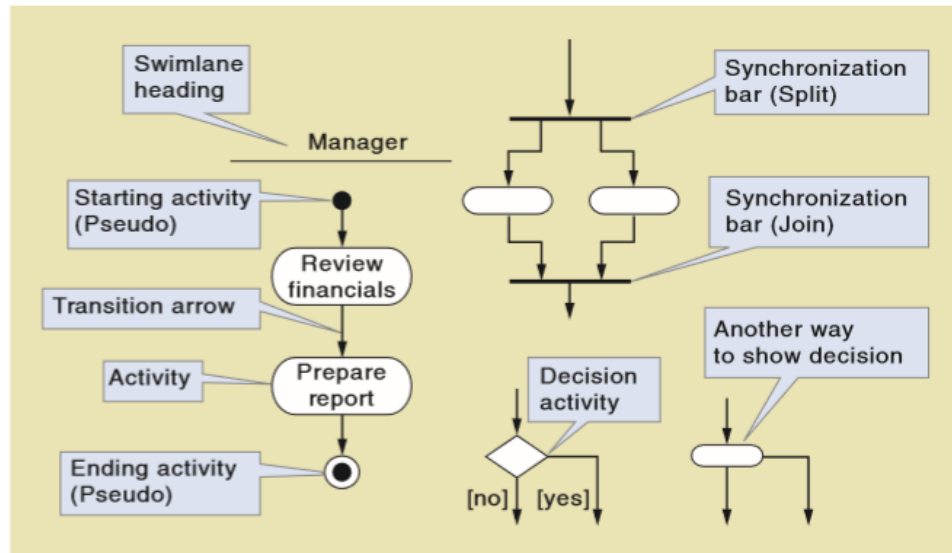 Swimlane
heading
Manager
Starting activity
(Pseudo)
Review
financials
Transition arrow
Activity
Prepare
report
Ending activity
(Pseudo)
Synchronization
bar (Split)
Synchronization
bar (Join)
Another way
to show decision
Decision
activity
[no]
[yes]